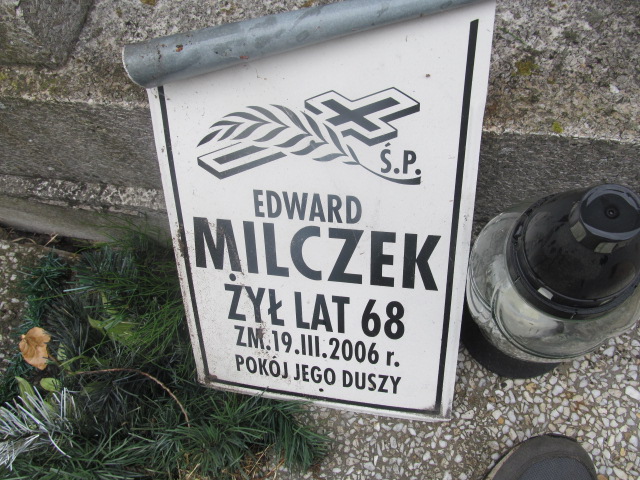 Ś.P.
EDWARD
MILCZEK
ŻYŁ LAT 68
ZM.19.III.2006 r.
POKÓJ JEGO DUSZY